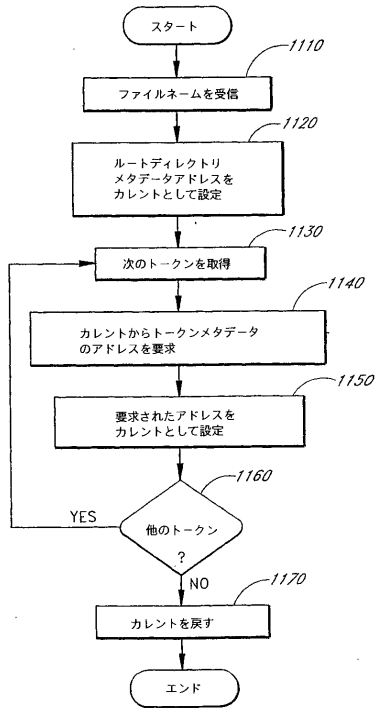 スタート
1110
ファイルネームを受信
1120
ルートディレクトリ
メタデータアドレスを
カレントとして設定
1130
次のトークンを取得
1140
カレントからトークンメタデータ
のアドレスを要求
1150
要求されたアドレスを
カレントとして設定
1160
YES
他のトークン
?
NO
1170
カレントを戻す
エンド